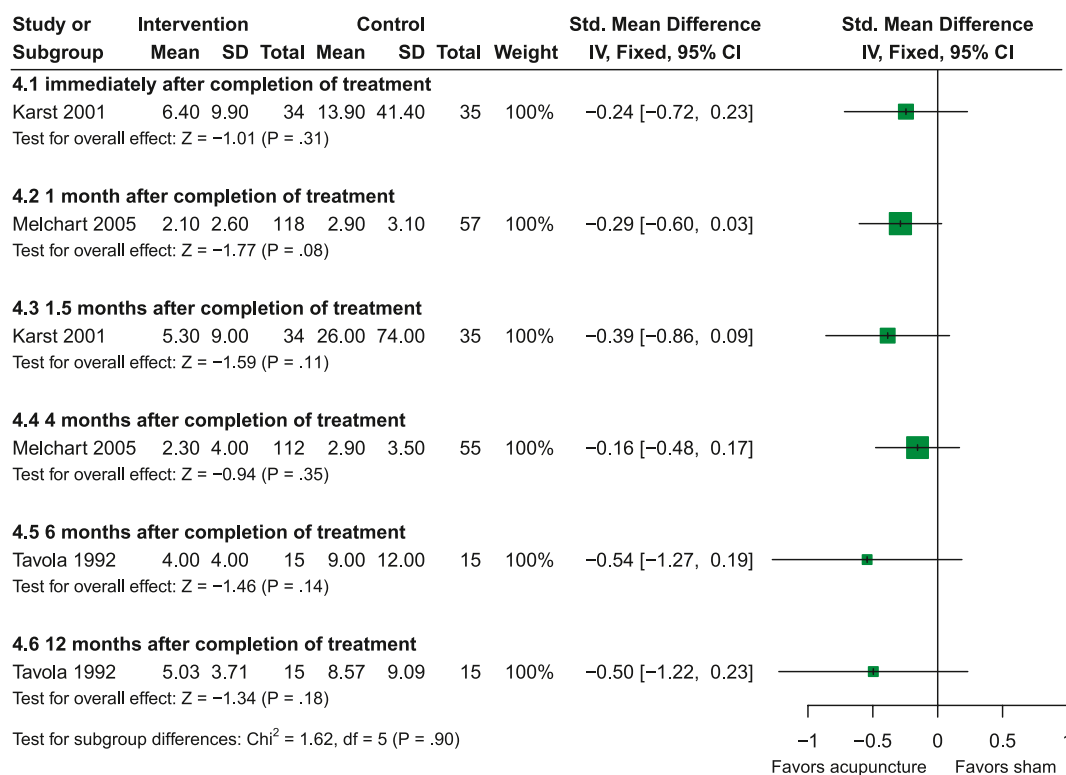 Study or Intervention Control Std. Mean Difference Std. Mean Difference
Subgroup Mean SD Total Mean SD Total Weight IV, Fixed, 95% CI IV, Fixed, 95% CI
4.1 immediately after completion of treatment
Karst 2001 6.40 9.90 34 13.90 41.40 35 100% −0.24 [−0.72, 0.23]
Test for overall effect: Z = −1.01 (P = .31)
4.2 1 month after completion of treatment
Melchart 2005 2.10 2.60 118 2.90 3.10 57 100% −0.29 [−0.60, 0.03]
Test for overall effect: Z = −1.77 (P = .08)
4.3 1.5 months after completion of treatment
Karst 2001 5.30 9.00 34 26.00 74.00 35 100% −0.39 [−0.86, 0.09]
Test for overall effect: Z = −1.59 (P = .11)
4.4 4 months after completion of treatment
Melchart 2005 2.30 4.00 112 2.90 3.50 55 100% −0.16 [−0.48, 0.17]
Test for overall effect: Z = −0.94 (P = .35)
4.5 6 months after completion of treatment
Tavola 1992 4.00 4.00 15 9.00 12.00 15 100% −0.54 [−1.27, 0.19]
Test for overall effect: Z = −1.46 (P = .14)
4.6 12 months after completion of treatment
Tavola 1992 5.03 3.71 15 8.57 9.09 15 100% −0.50 [−1.22, 0.23]
Test for overall effect: Z = −1.34 (P = .18)
Test for subgroup differences: Chi² = 1.62, df = 5 (P = .90)
−1 −0.5 0 0.5 1
Favors acupuncture Favors sham